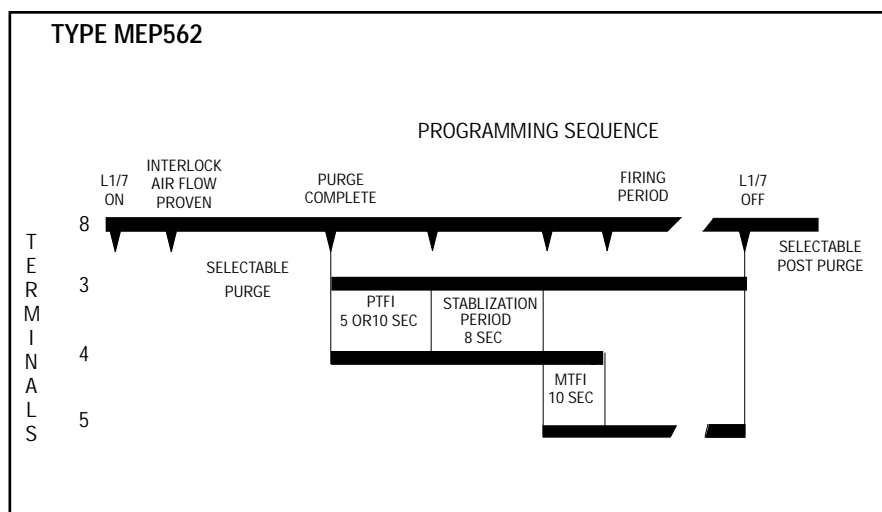 TYPE MEP562
PROGRAMMING SEQUENCE
L1/7
ON
INTERLOCK
AIR FLOW
PROVEN
PURGE
COMPLETE
FIRING
PERIOD
L1/7
OFF
TERMINALS
8
SELECTABLE
POST PURGE
SELECTABLE
PURGE
3
PTFI
5 OR10 SEC
STABLIZATION
PERIOD
8 SEC
4
MTFI
10 SEC
5